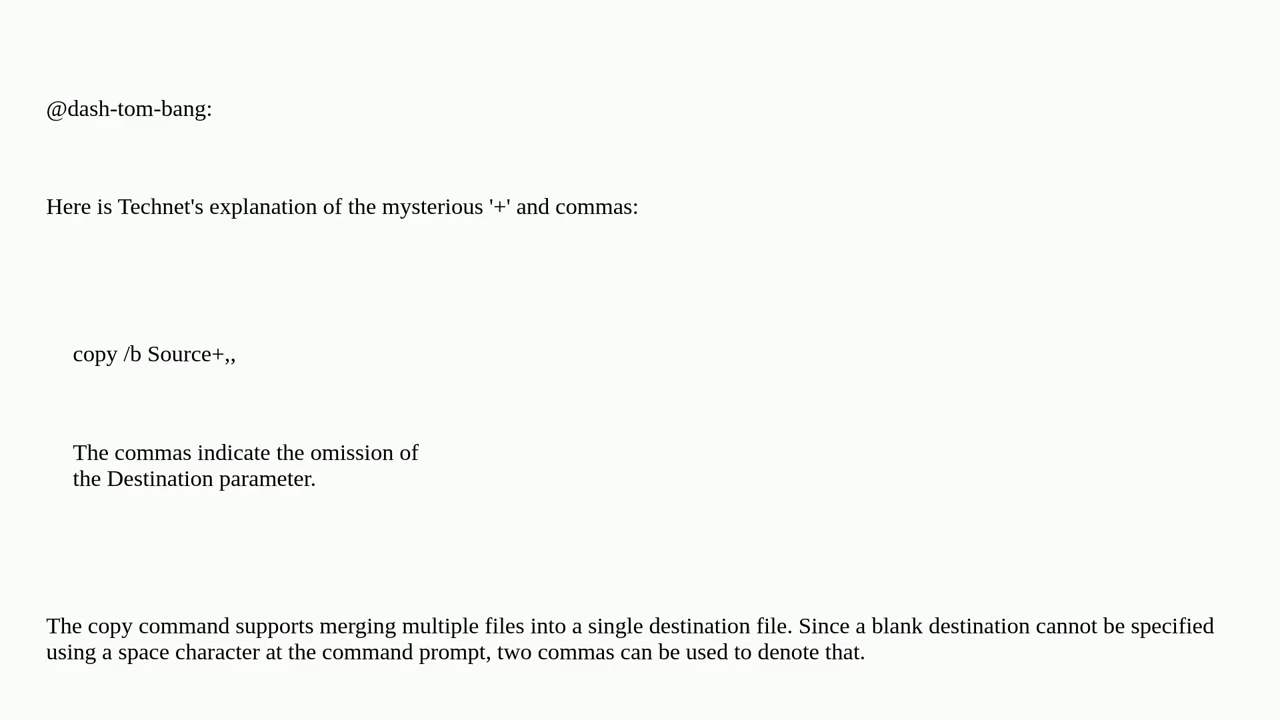 @dash-tom-bang:
Here is Technet's explanation of the mysterious '+' and commas:
copy /b Source+,,
The commas indicate the omission of
the Destination parameter.
The copy command supports merging multiple files into a single destination file. Since a blank destination cannot be specified
using a space character at the command prompt, two commas can be used to denote that.